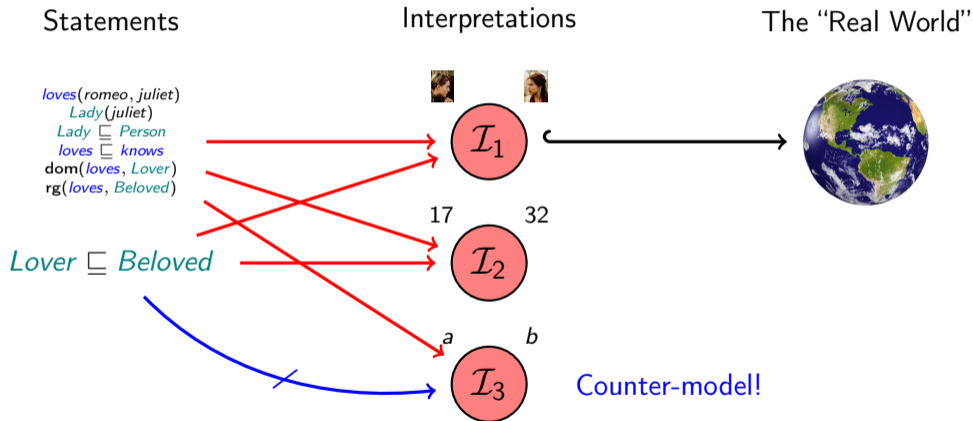 Statements
Interpretations
The “Real World”
loves(romeo, juliet)
Lady(juliet)
Lady ⊑ Person
loves ⊑ knows
dom(loves, Lover)
rg(loves, Beloved)
Lover ⊑ Beloved
ℐ₁
17 32
ℐ₂
a b
ℐ₃
Counter-model!